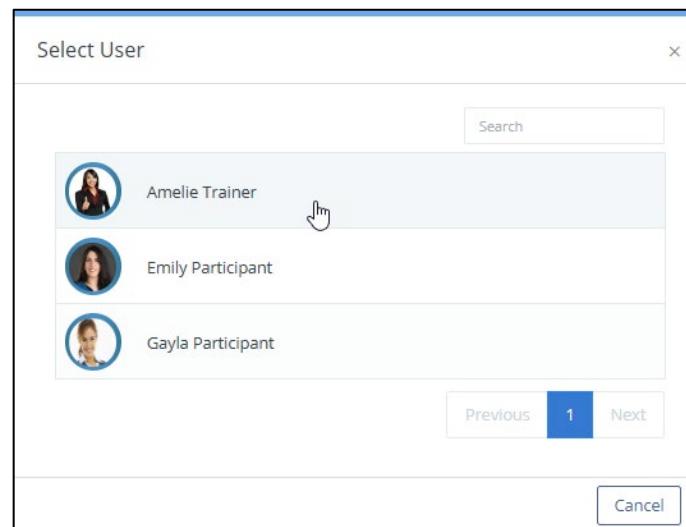 Select User ×
Search
Amelie Trainer
Emily Participant
Gayla Participant
Previous 1 Next
Cancel